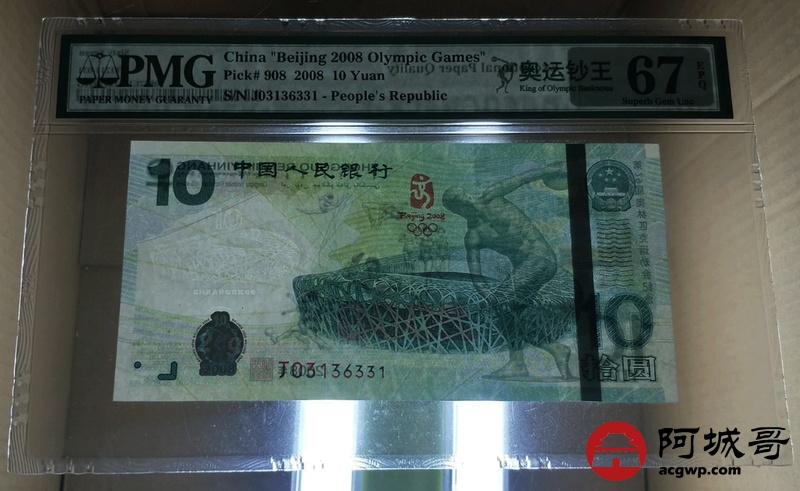 PMG
PAPER MONEY GUARANTY
China "Beijing 2008 Olympic Games"
Pick# 908 2008 10 Yuan
S/N J03136331 - People's Republic
奥运钞王
King of Olympic Banknotes
67
EPQ
Superb Gem Unc
10
中国人民银行
Beijing 2008
2008
J03136331
10
拾圆
阿城哥
acgwp.com